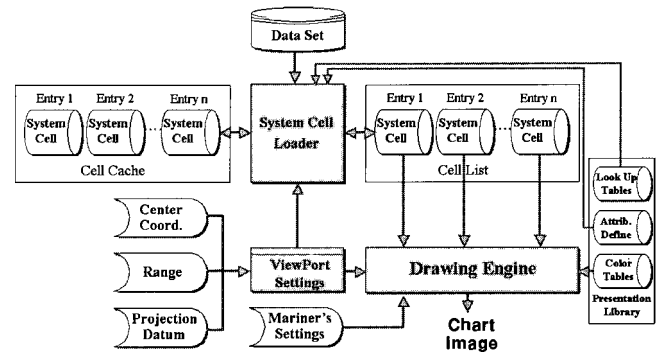 Data Set
Entry 1 Entry 2 Entry n
System Cell
System Cell
System Cell
Cell Cache
System Cell Loader
Entry 1 Entry 2 Entry n
System Cell
System Cell
System Cell
Cell List
Center Coord.
Range
Projection Datum
ViewPort Settings
Mariner's Settings
Drawing Engine
Chart Image
Look Up Tables
Attrib. Define
Color Tables
Presentation Library